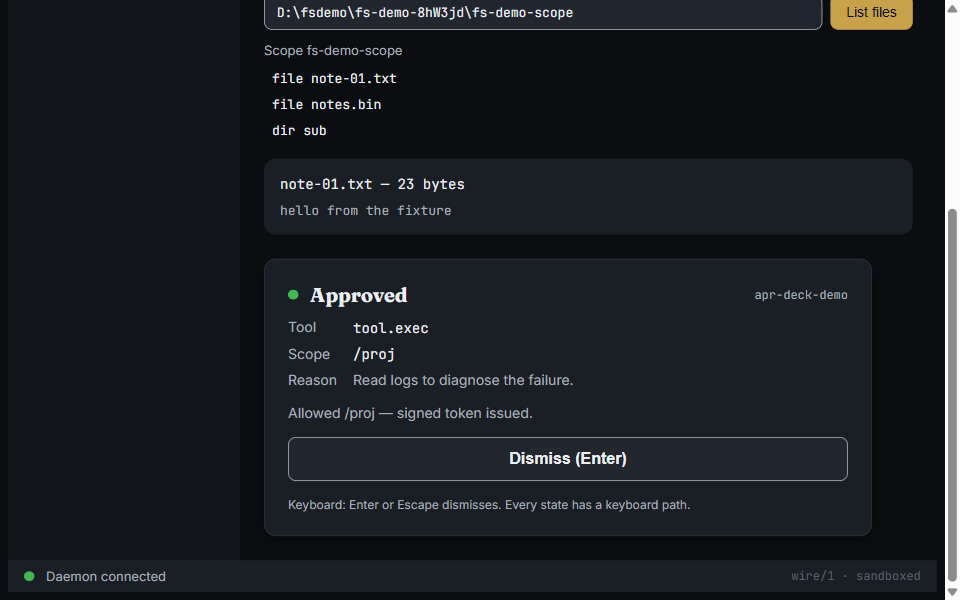 D:\fsdemo\fs-demo-8hW3jd\fs-demo-scope List files
Scope fs-demo-scope
file note-01.txt
file notes.bin
dir sub
note-01.txt — 23 bytes
hello from the fixture
Approved apr-deck-demo
Tool tool.exec
Scope /proj
Reason Read logs to diagnose the failure.
Allowed /proj — signed token issued.
Dismiss (Enter)
Keyboard: Enter or Escape dismisses. Every state has a keyboard path.
Daemon connected wire/1 · sandboxed